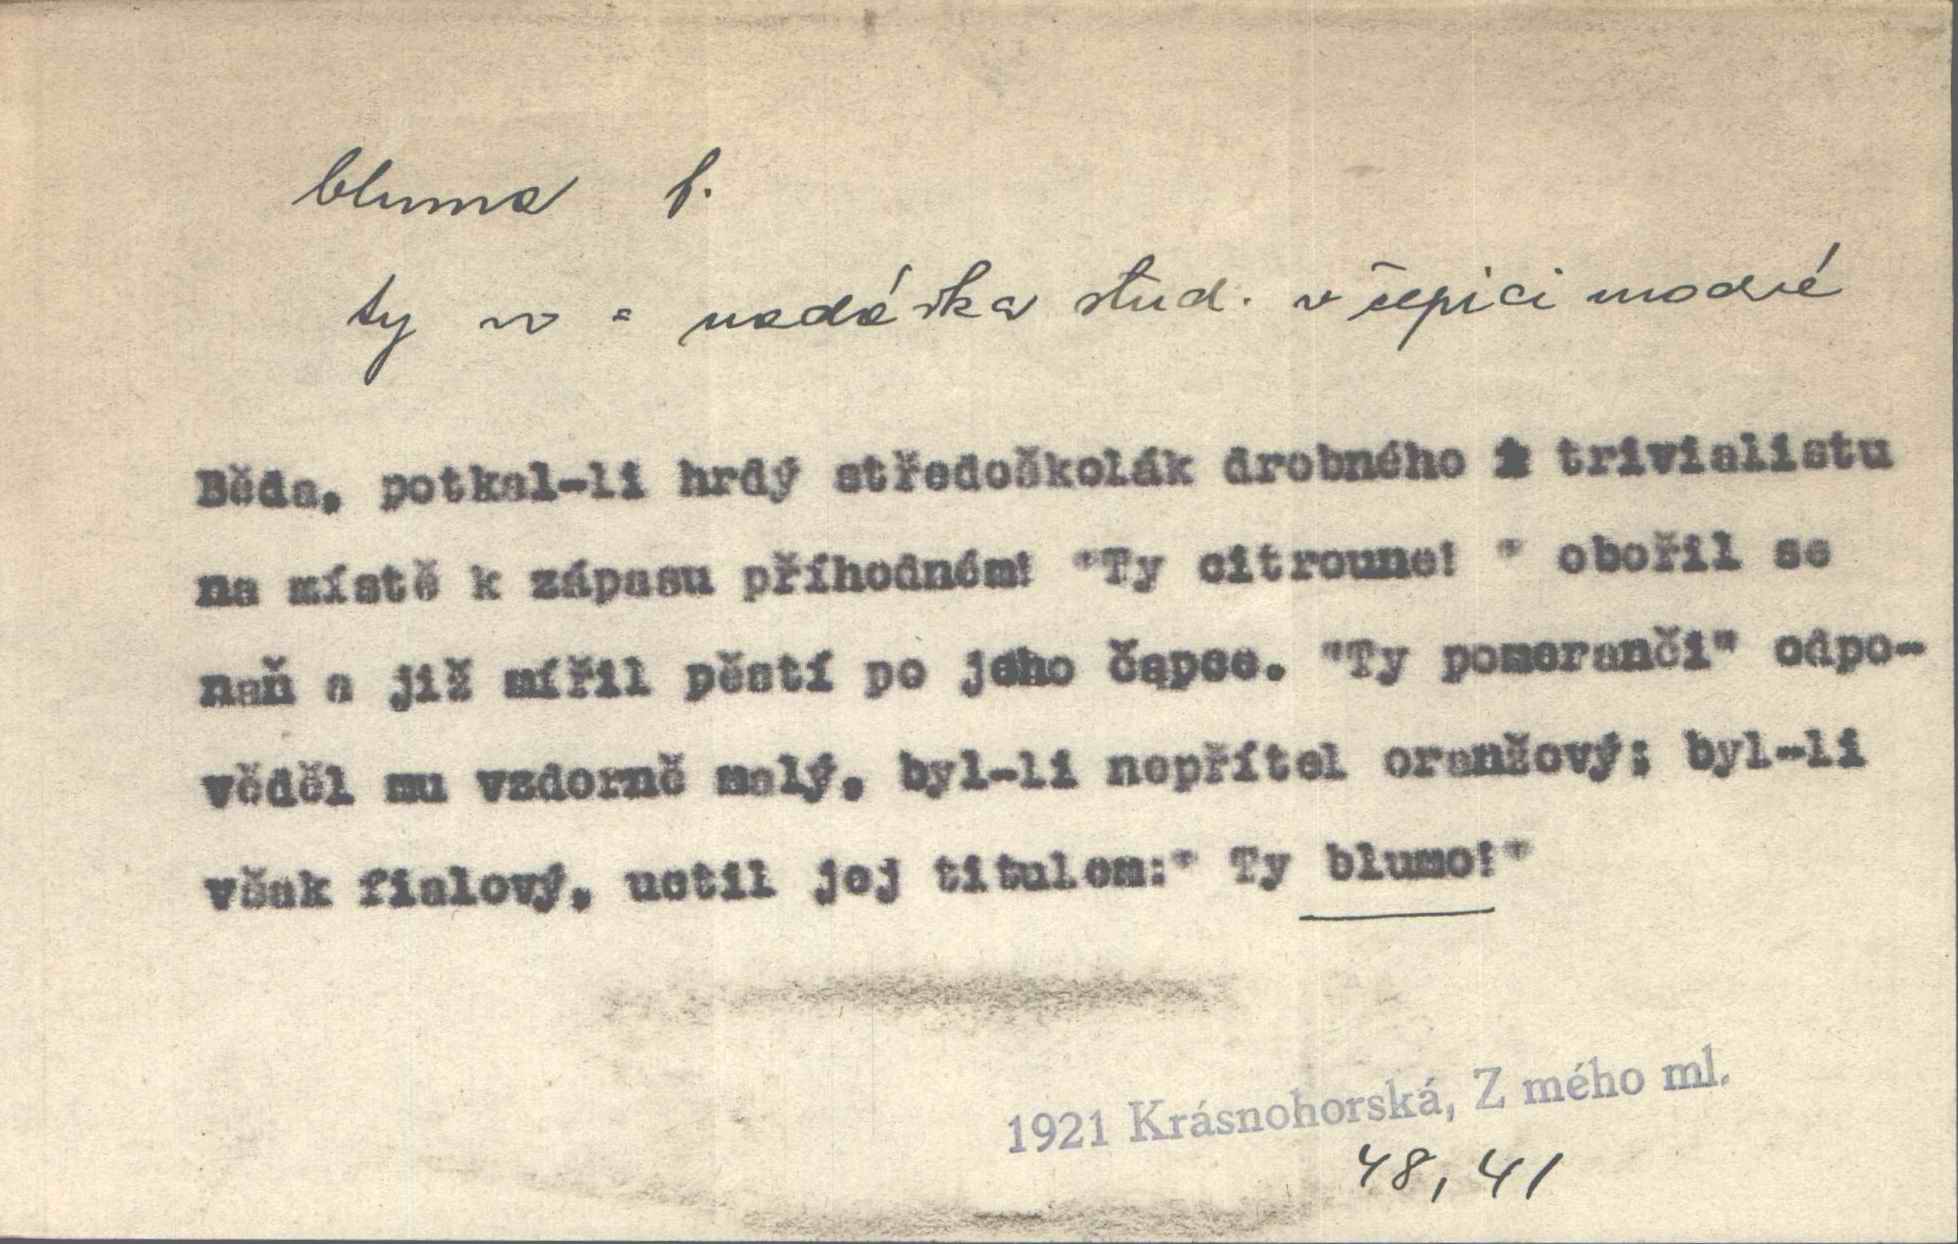 bluma f.
ty ~ = nadávka stud. v čepici modré
Běda, potkal-li hrdý středoškolák drobného trivialistu
na místě k zápasu příhodném! "Ty citroune! " obořil se
naň a již mířil pěstí po jeho čapce. "Ty pomeranči" odpo-
věděl mu vzdorně malý, byl-li nepřítel oranžový; byl-li
však fialový, uctil jej titulem:" Ty blumo!"
1921 Krásnohorská, Z mého ml.
48, 41